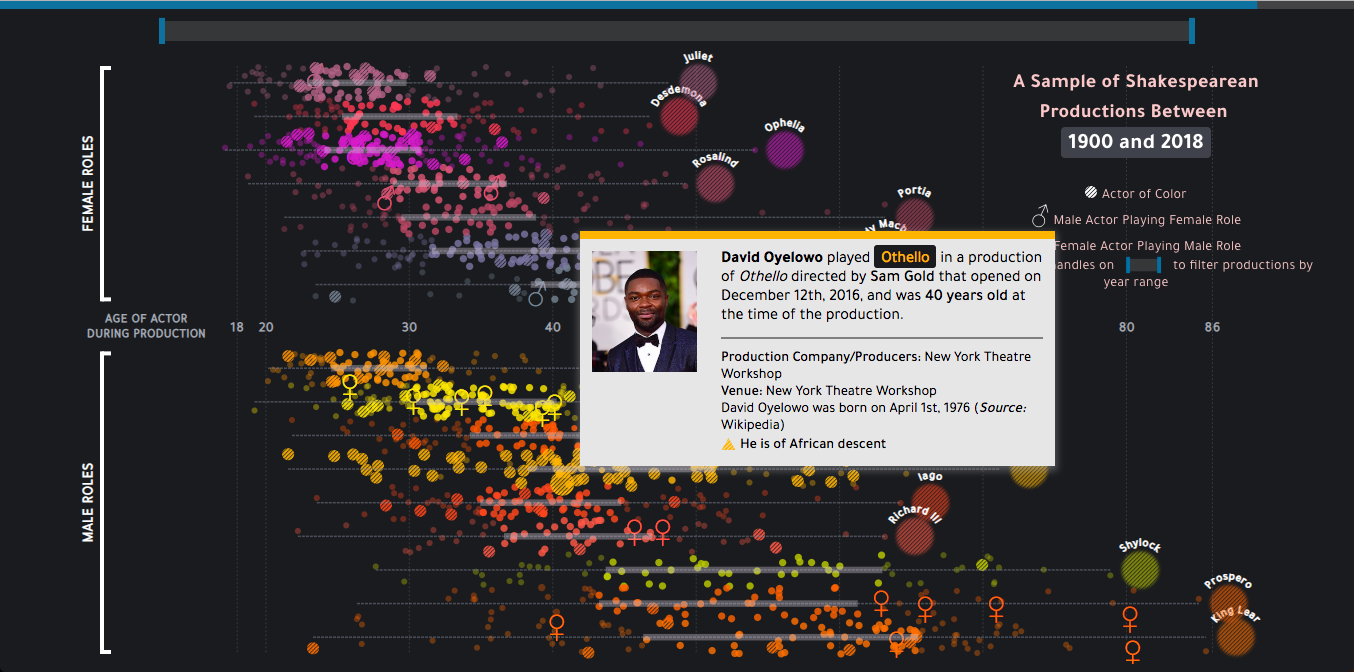 Juliet
Desdemona
Ophelia
Rosalind
Portia
dy Macb
A Sample of Shakespearean
Productions Between
1900 and 2018
Actor of Color
Male Actor Playing Female Role
Female Actor Playing Male Role
andles on to filter productions by
year range
FEMALE ROLES
AGE OF ACTOR
DURING PRODUCTION
18 20 30 40 80 86
David Oyelowo played Othello in a production
of Othello directed by Sam Gold that opened on
December 12th, 2016, and was 40 years old at
the time of the production.
Production Company/Producers: New York Theatre
Workshop
Venue: New York Theatre Workshop
David Oyelowo was born on April 1st, 1976 (Source:
Wikipedia)
He is of African descent
MALE ROLES
Iago
Richard III
Shylock
Prospero
King Lear